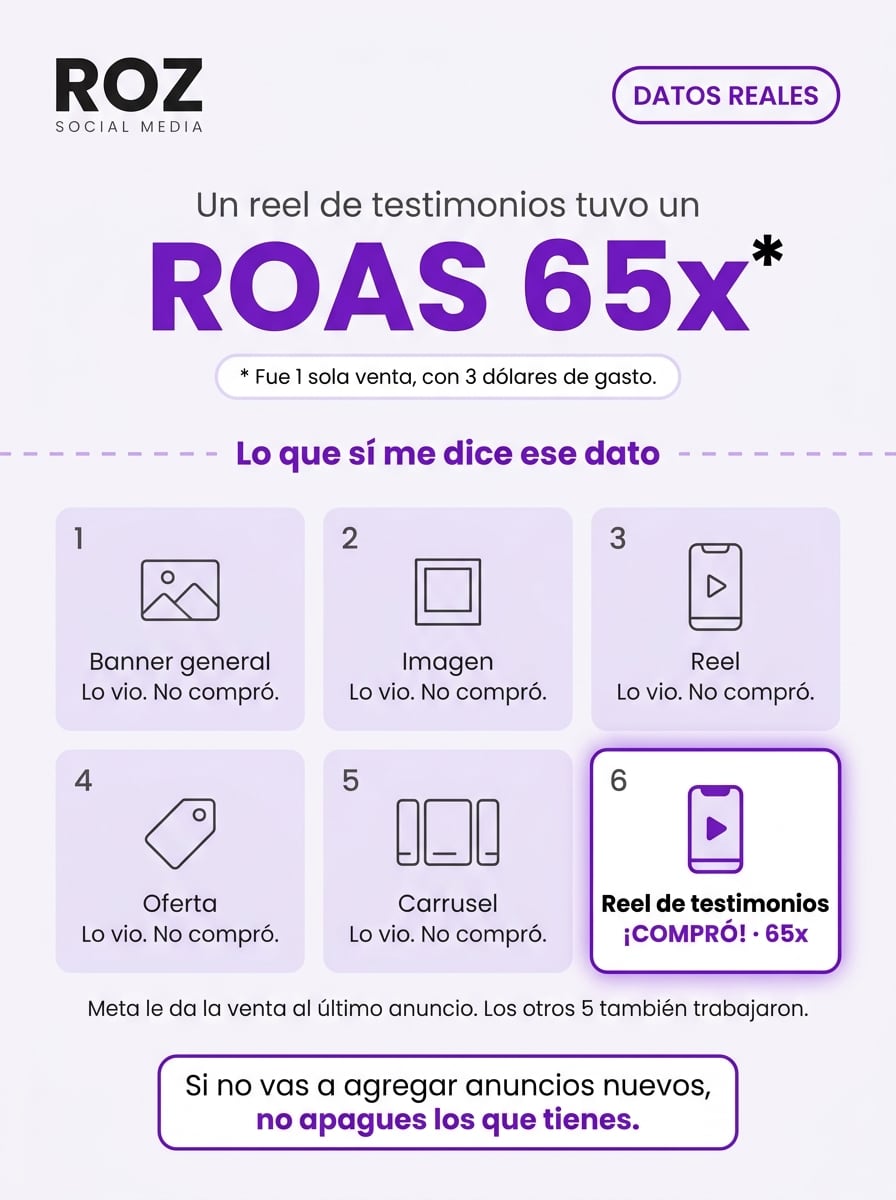 ROZ
SOCIAL MEDIA
DATOS REALES
Un reel de testimonios tuvo un
ROAS 65x*
* Fue 1 sola venta, con 3 dólares de gasto.
Lo que sí me dice ese dato
1
Banner general
Lo vio. No compró.
2
Imagen
Lo vio. No compró.
3
Reel
Lo vio. No compró.
4
Oferta
Lo vio. No compró.
5
Carrusel
Lo vio. No compró.
6
Reel de testimonios
¡COMPRÓ! · 65x
Meta le da la venta al último anuncio. Los otros 5 también trabajaron.
Si no vas a agregar anuncios nuevos,
no apagues los que tienes.